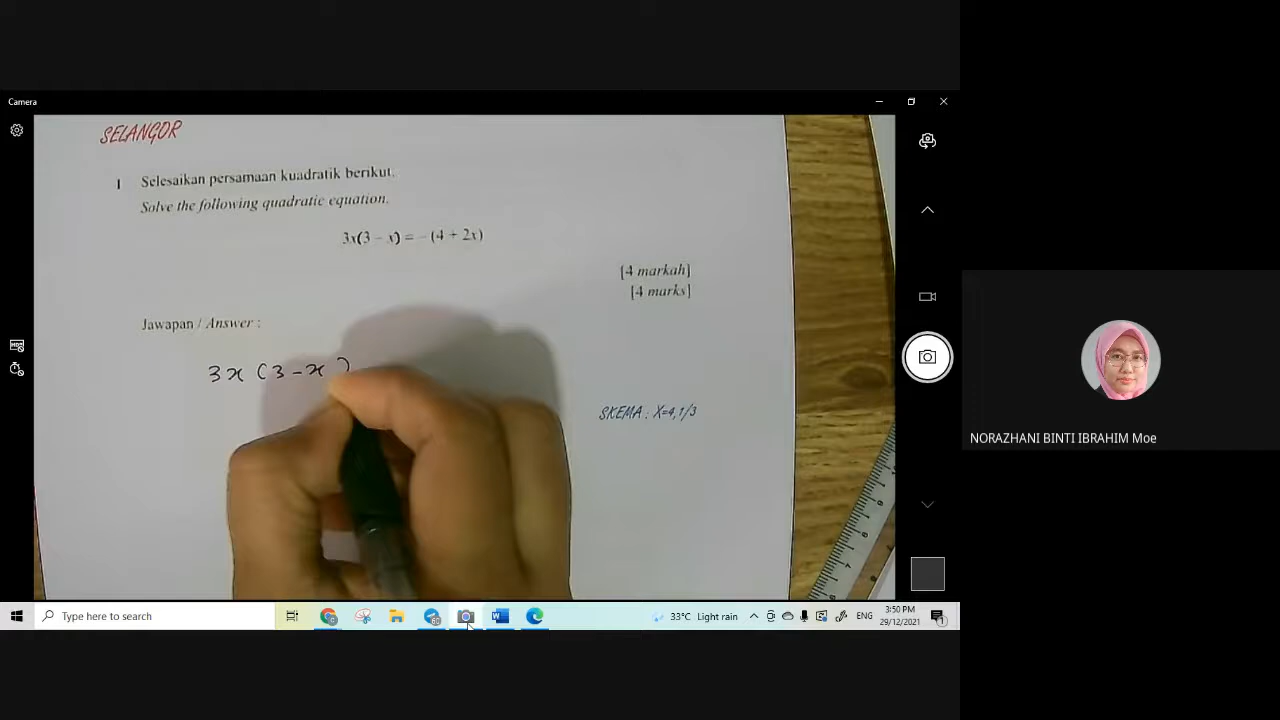 Camera
SELANGOR
1 Selesaikan persamaan kuadratik berikut.
Solve the following quadratic equation.
3x(3 − x) = − (4 + 2x)
[4 markah]
[4 marks]
Jawapan / Answer :
3x (3 − x)
SKEMA : X=4, 1/3
NORAZHANI BINTI IBRAHIM Moe
Type here to search
33°C Light rain
ENG
3:50 PM
29/12/2021